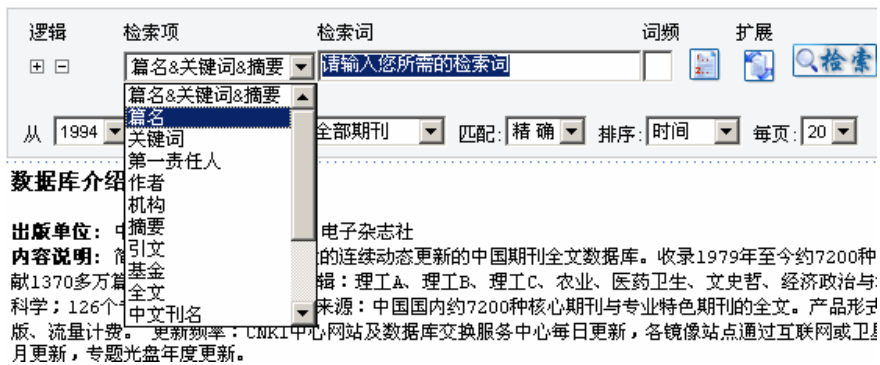 逻辑 检索项 检索词 词频 扩展
篇名&关键词&摘要 请输入您所需的检索词 检索
篇名&关键词&摘要
篇名
关键词
第一责任人
作者
机构
摘要
引文
基金
全文
中文刊名
从 1994 全部期刊 匹配: 精确 排序: 时间 每页: 20
数据库介绍
出版单位: 电子杂志社
内容说明: 的连续动态更新的中国期刊全文数据库。收录1979年至今约7200种
献1370多万篇 辑：理工A、理工B、理工C、农业、医药卫生、文史哲、经济政治与
科学；126个 来源：中国国内约7200种核心期刊与专业特色期刊的全文。产品形式
版、流量计费。 更新频率：CNKI中心网站及数据库交换服务中心每日更新，各镜像站点通过互联网或卫星
月更新，专题光盘年度更新。